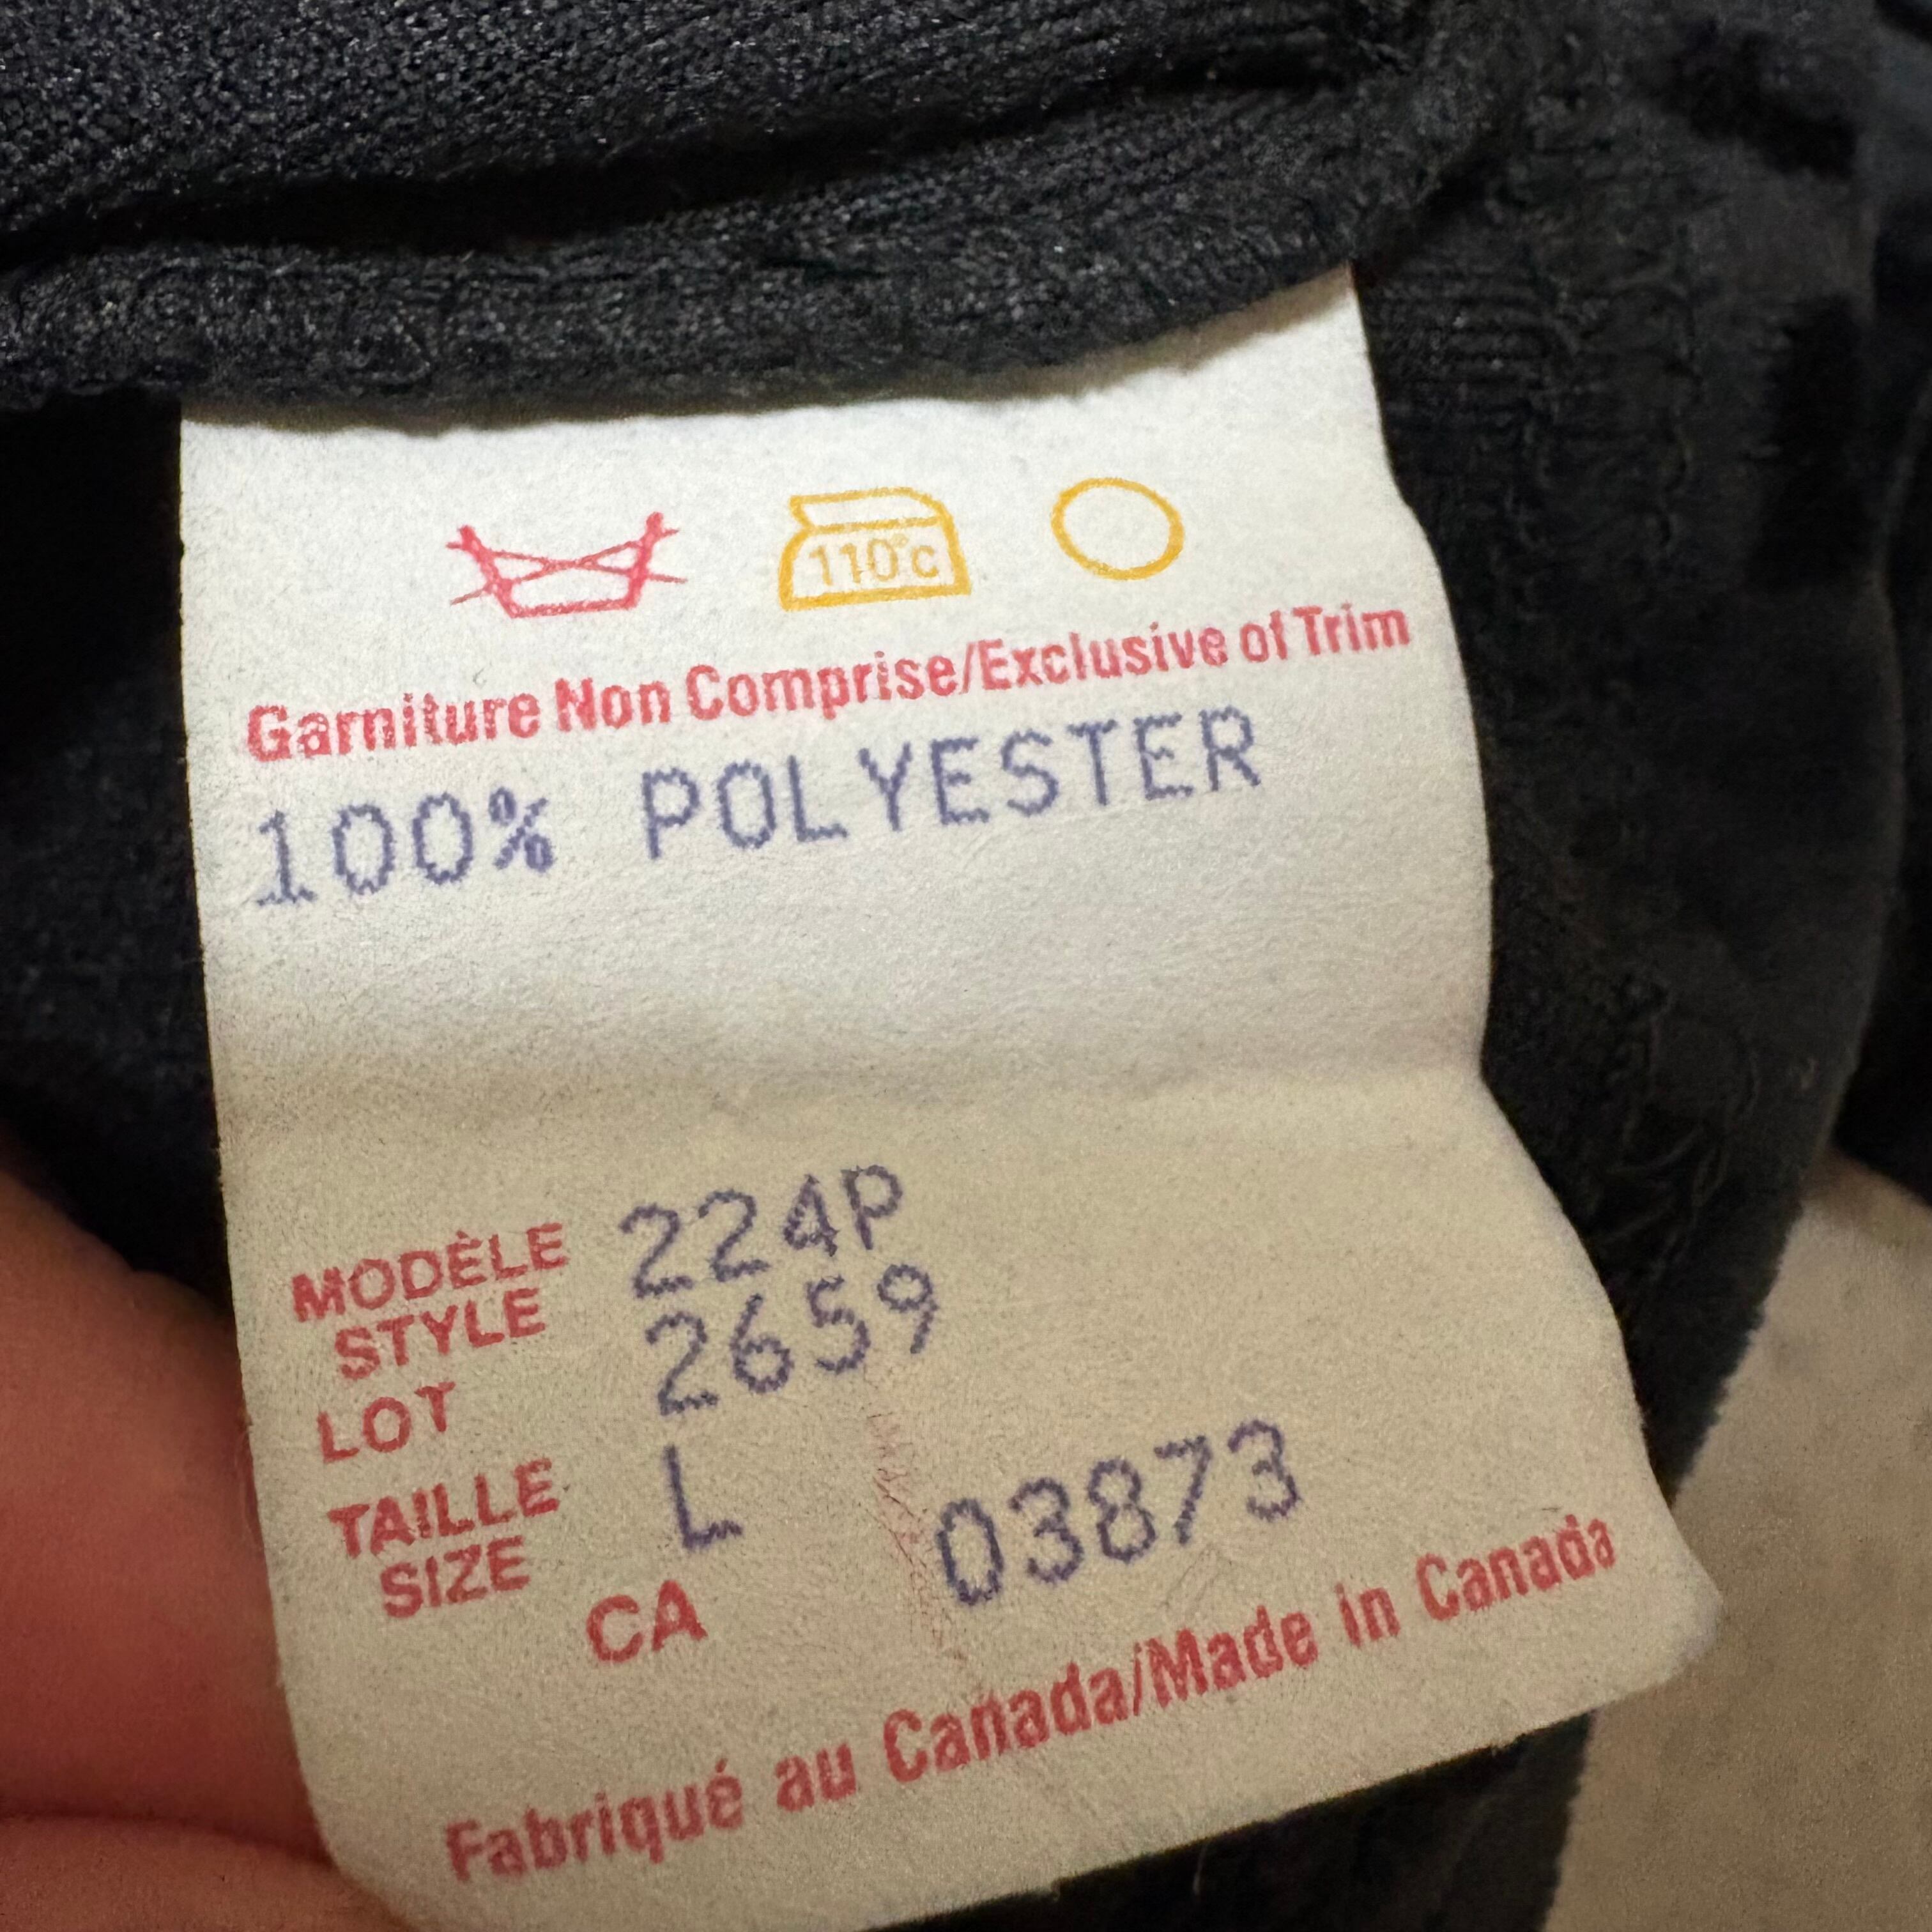 110°C
Garniture Non Comprise/Exclusive of Trim
100% POLYESTER
MODÈLE 224P
STYLE
LOT 2659
TAILLE L
SIZE
CA 03873
Fabriqué au Canada/Made in Canada